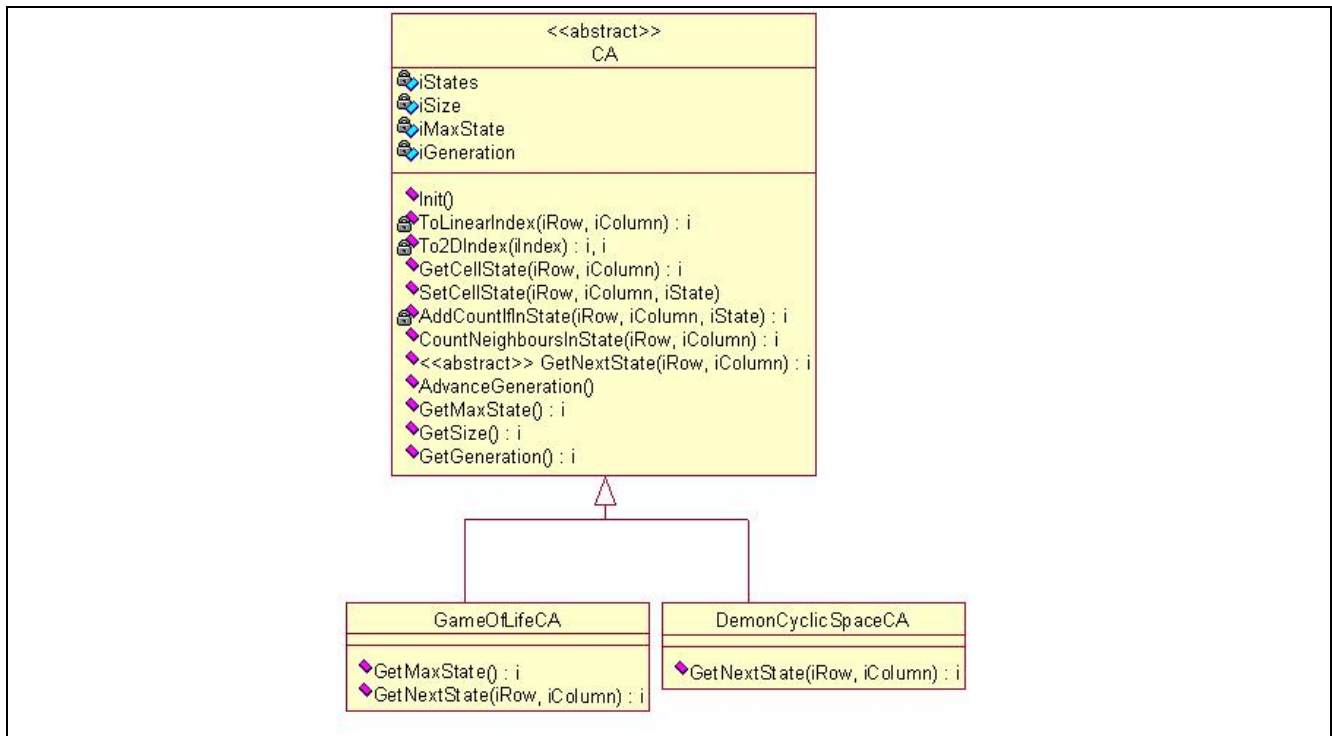 <<abstract>>
CA
iStates
iSize
iMaxState
iGeneration
Init()
ToLinearIndex(iRow, iColumn) : i
To2DIndex(iIndex) : i, i
GetCellState(iRow, iColumn) : i
SetCellState(iRow, iColumn, iState)
AddCountIfInState(iRow, iColumn, iState) : i
CountNeighboursInState(iRow, iColumn) : i
<<abstract>> GetNextState(iRow, iColumn) : i
AdvanceGeneration()
GetMaxState() : i
GetSize() : i
GetGeneration() : i
GameOfLifeCA
GetMaxState() : i
GetNextState(iRow, iColumn) : i
DemonCyclicSpaceCA
GetNextState(iRow, iColumn) : i